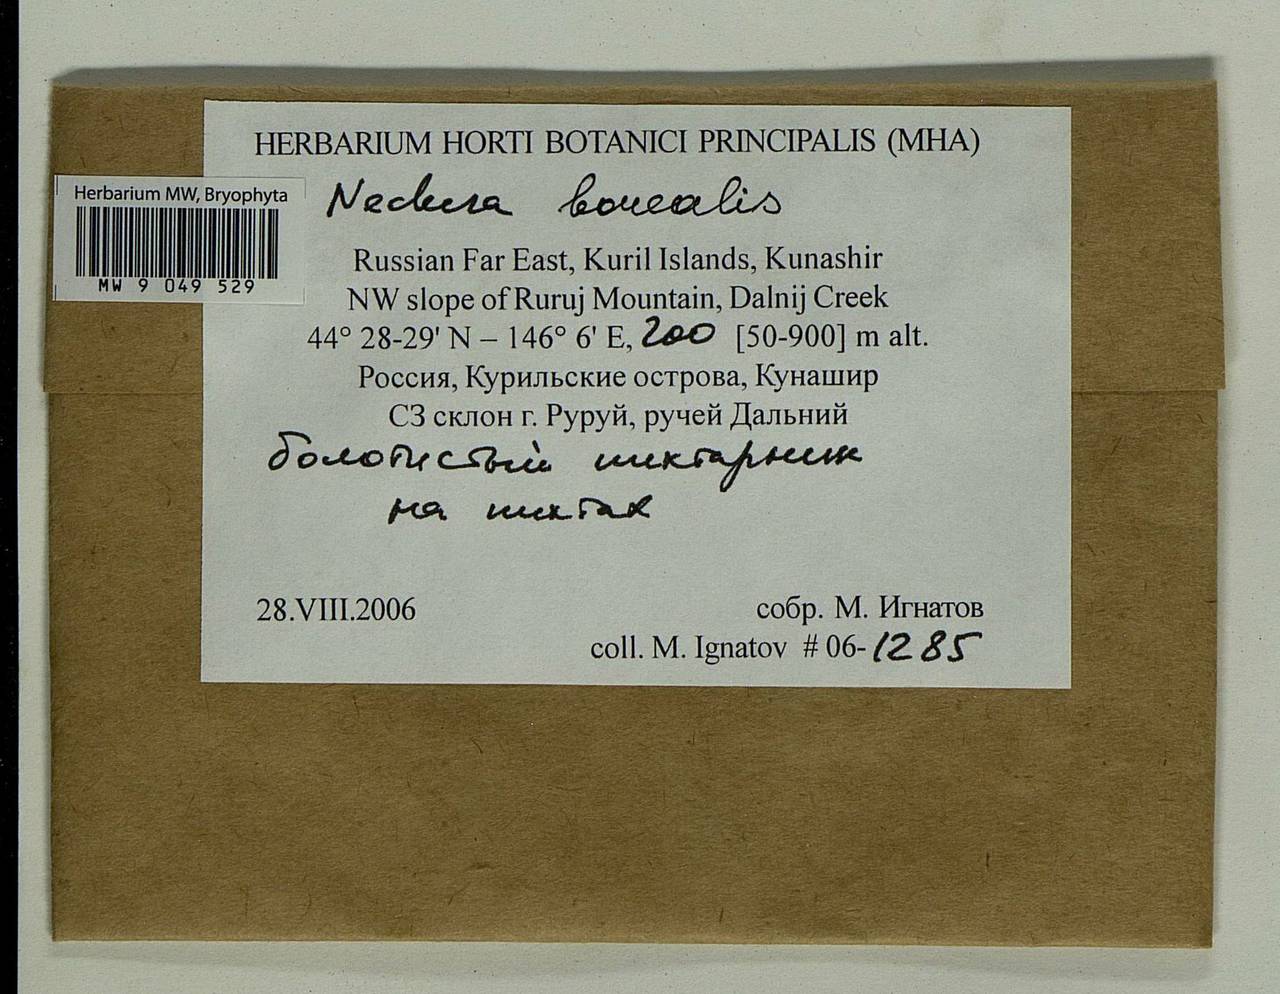 HERBARIUM HORTI BOTANICI PRINCIPALIS (MHA)
Neckera borealis
Herbarium MW, Bryophyta
MW 9 049 529
Russian Far East, Kuril Islands, Kunashir
NW slope of Ruruj Mountain, Dalnij Creek
44° 28-29' N – 146° 6' E, 200 [50-900] m alt.
Россия, Курильские острова, Кунашир
СЗ склон г. Руруй, ручей Дальний
болотистый пихтарник
на пихтах
28.VIII.2006
собр. М. Игнатов
coll. M. Ignatov # 06-1285